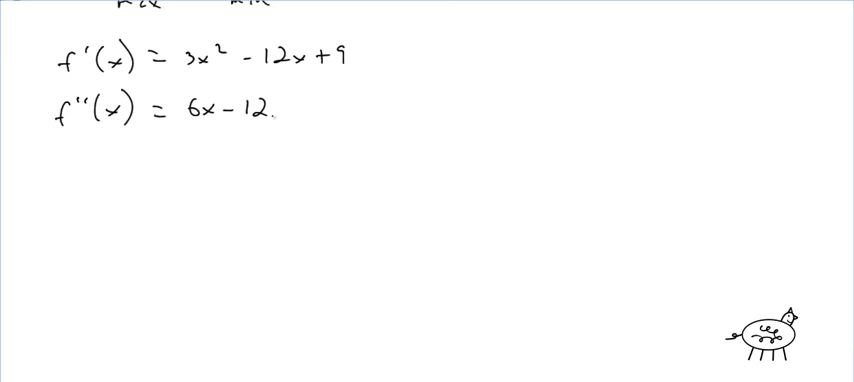 f'(x) = 3x² - 12x + 9
f''(x) = 6x - 12.